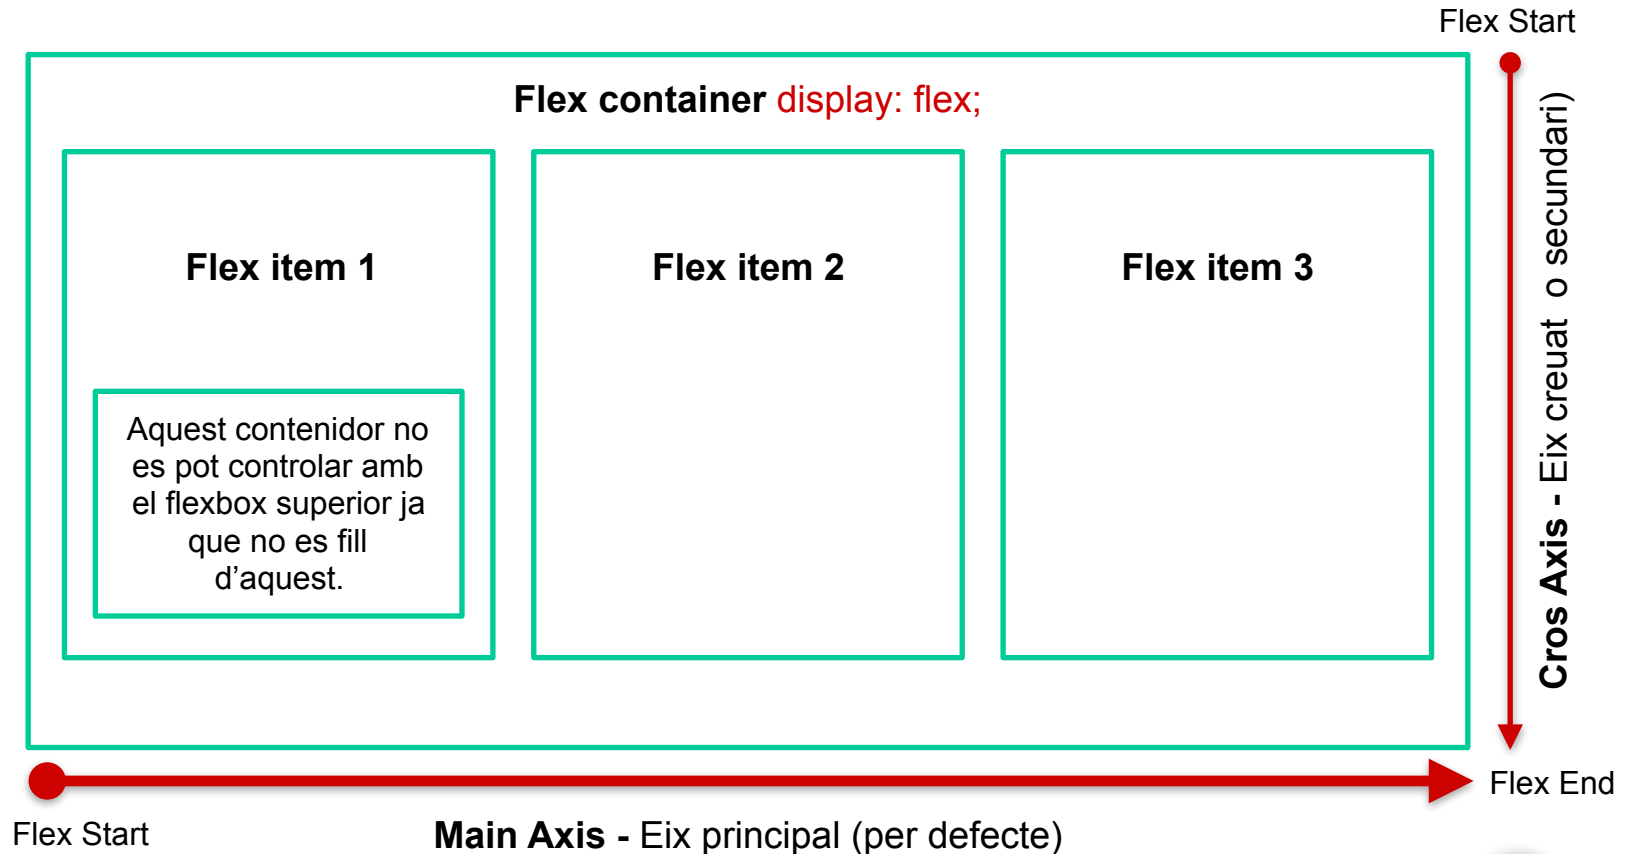 Flex Start
Flex container display: flex;
Flex item 1
Flex item 2
Flex item 3
Aquest contenidor no
es pot controlar amb
el flexbox superior ja
que no es fill
d’aquest.
Cros Axis - Eix creuat  o secundari)
Flex End
Flex Start
Main Axis - Eix principal (per defecte)